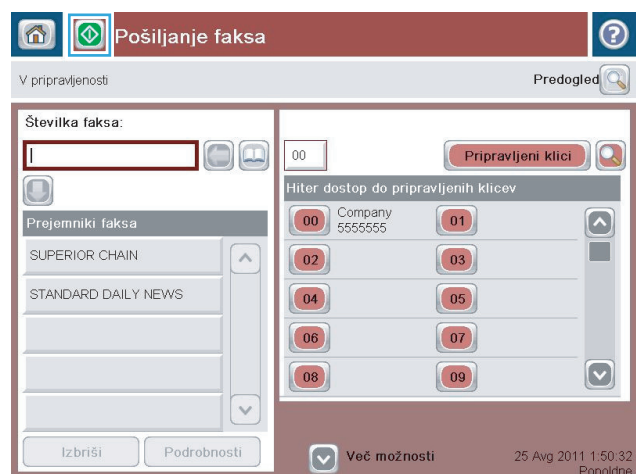 Pošiljanje faksa
V pripravljenosti
Predogled
Številka faksa:
00
Pripravljeni klici
Hiter dostop do pripravljenih klicev
Prejemniki faksa
SUPERIOR CHAIN
STANDARD DAILY NEWS
00 Company 01
5555555
02 03
04 05
06 07
08 09
Izbriši Podrobnosti
Več možnosti
25 Avg 2011 1:50:32
Popoldne